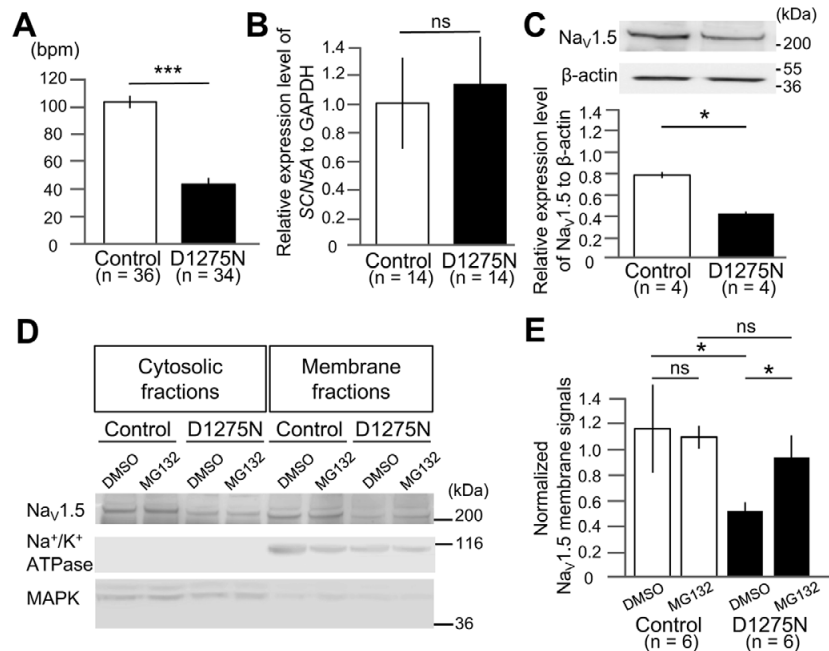 A
(bpm)
***
120
100
80
60
40
20
0
Control
(n = 36)
D1275N
(n = 34)
B
Relative expression level of
SCN5A to GAPDH
ns
1.4
1.2
1.0
0.8
0.6
0.4
0.2
0
Control
(n = 14)
D1275N
(n = 14)
C
(kDa)
NaV1.5
200
β-actin
55
36
Relative expression level
of NaV1.5 to β-actin
*
1.0
0.8
0.6
0.4
0.2
0
Control
(n = 4)
D1275N
(n = 4)
D
Cytosolic
fractions
Membrane
fractions
Control
D1275N
Control
D1275N
DMSO
MG132
DMSO
MG132
DMSO
MG132
DMSO
MG132
(kDa)
NaV1.5
200
Na+/K+
ATPase
116
MAPK
36
E
Normalized
NaV1.5 membrane signals
ns
*
ns
*
1.4
1.2
1.0
0.8
0.6
0.4
0.2
0
DMSO
MG132
DMSO
MG132
Control
(n = 6)
D1275N
(n = 6)